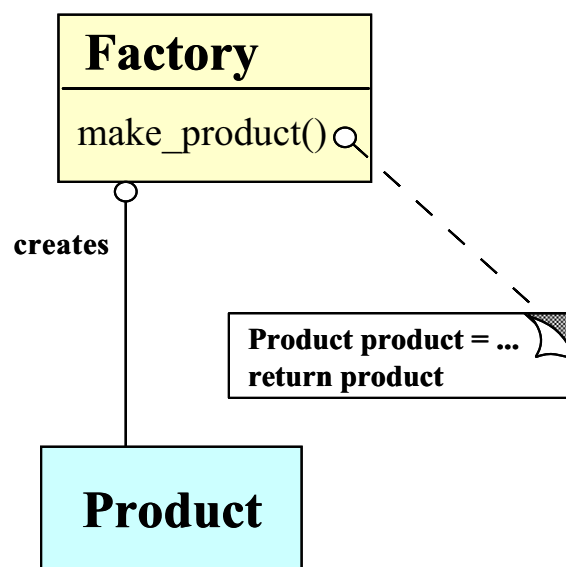 Factory
make_product()
creates
Product product = ...
return product
Product